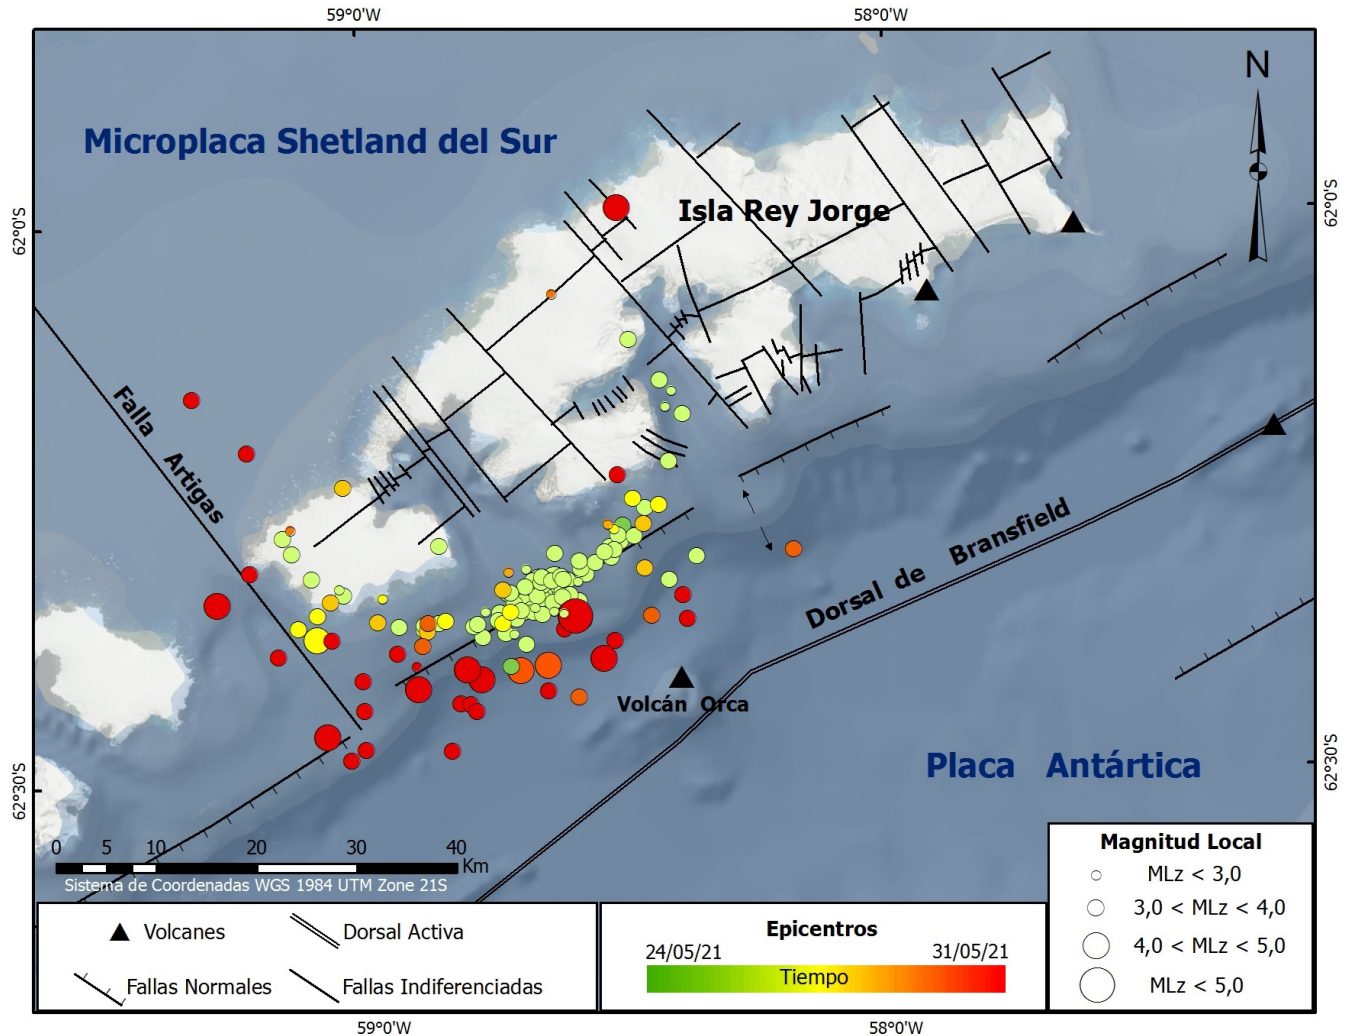 59°0'W
58°0'W
N
Microplaca Shetland del Sur
Isla Rey Jorge
62°0'S
62°0'S
Falla Artigas
Dorsal de Bransfield
Volcán Orca
Placa Antártica
62°30'S
62°30'S
0 5 10 20 30 40
Km
Sistema de Coordenadas WGS 1984 UTM Zone 21S
Volcanes
Dorsal Activa
Fallas Normales
Fallas Indiferenciadas
Epicentros
24/05/21
31/05/21
Tiempo
Magnitud Local
MLz < 3,0
3,0 < MLz < 4,0
4,0 < MLz < 5,0
MLz < 5,0
59°0'W
58°0'W